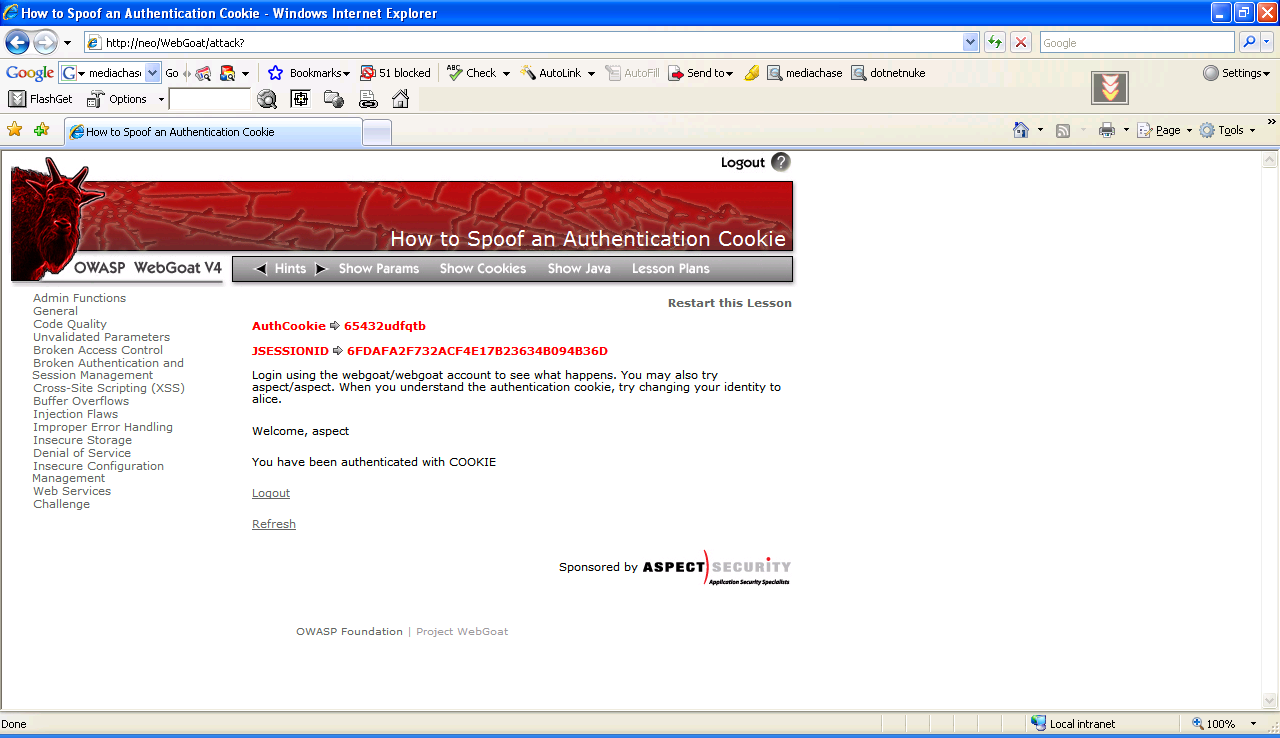 How to Spoof an Authentication Cookie - Windows Internet Explorer
http://neo/WebGoat/attack?
Google
Google G mediachas Go Bookmarks 51 blocked ABC Check AutoLink AutoFill Send to mediachase dotnetnuke Settings
FlashGet Options
How to Spoof an Authentication Cookie Page Tools »
Logout ?
How to Spoof an Authentication Cookie
OWASP WebGoat V4
Hints Show Params Show Cookies Show Java Lesson Plans
Restart this Lesson
Admin Functions
General
Code Quality
Unvalidated Parameters
Broken Access Control
Broken Authentication and
Session Management
Cross-Site Scripting (XSS)
Buffer Overflows
Injection Flaws
Improper Error Handling
Insecure Storage
Denial of Service
Insecure Configuration
Management
Web Services
Challenge
AuthCookie ⇨ 65432udfqtb
JSESSIONID ⇨ 6FDAFA2F732ACF4E17B23634B094B36D
Login using the webgoat/webgoat account to see what happens. You may also try
aspect/aspect. When you understand the authentication cookie, try changing your identity to
alice.
Welcome, aspect
You have been authenticated with COOKIE
Logout
Refresh
Sponsored by ASPECT)SECURITY
Application Security Specialists
OWASP Foundation | Project WebGoat
Done Local intranet 100%